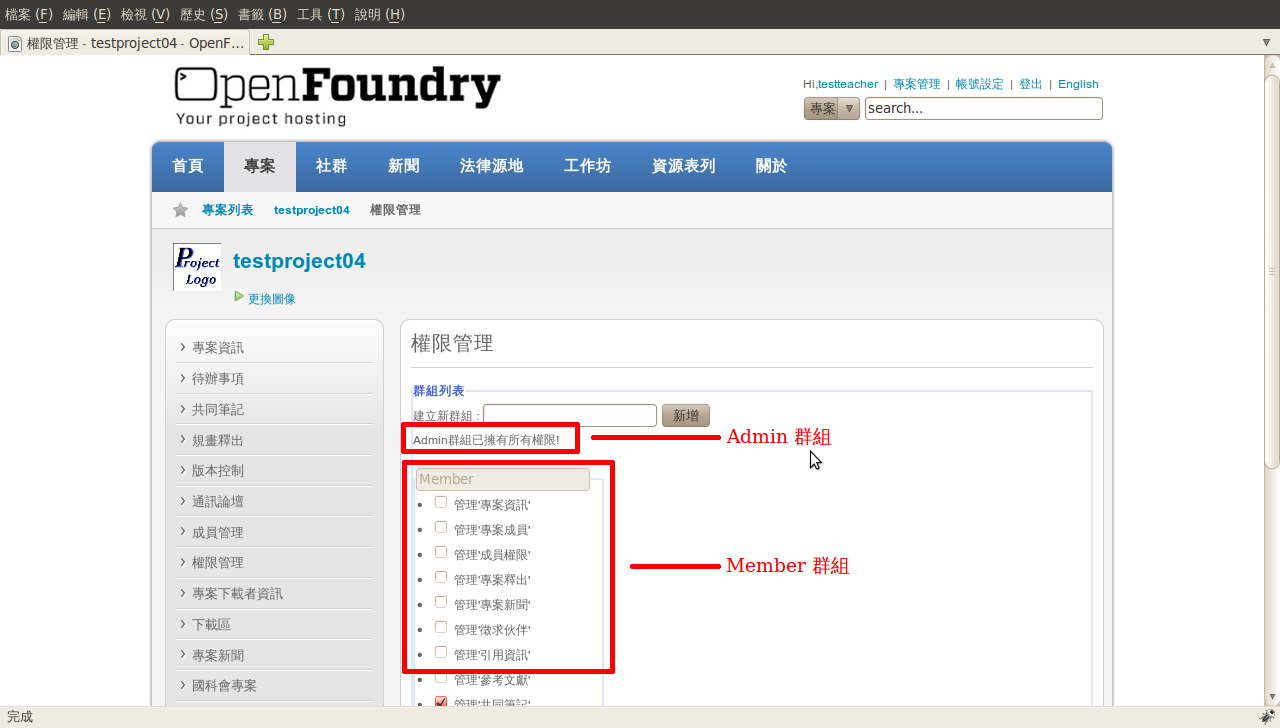 檔案 (F) 編輯 (E) 檢視 (V) 歷史 (S) 書籤 (B) 工具 (T) 說明 (H)
權限管理 - testproject04 - OpenF...
OpenFoundry
Your project hosting
Hi,testteacher | 專案管理 | 帳號設定 | 登出 | English
專案 search...
首頁 專案 社群 新聞 法律源地 工作坊 資源表列 關於
專案列表 testproject04 權限管理
Project Logo
testproject04
更換圖像
專案資訊
待辦事項
共同筆記
規畫釋出
版本控制
通訊論壇
成員管理
權限管理
專案下載者資訊
下載區
專案新聞
國科會專案
權限管理
群組列表
建立新群組 : 新增
Admin群組已擁有所有權限!
Admin 群組
Member
管理'專案資訊'
管理'專案成員'
管理'成員權限'
管理'專案釋出'
管理'專案新聞'
管理'徵求伙伴'
管理'引用資訊'
管理'參考文獻'
管理'共同筆記'
Member 群組
完成